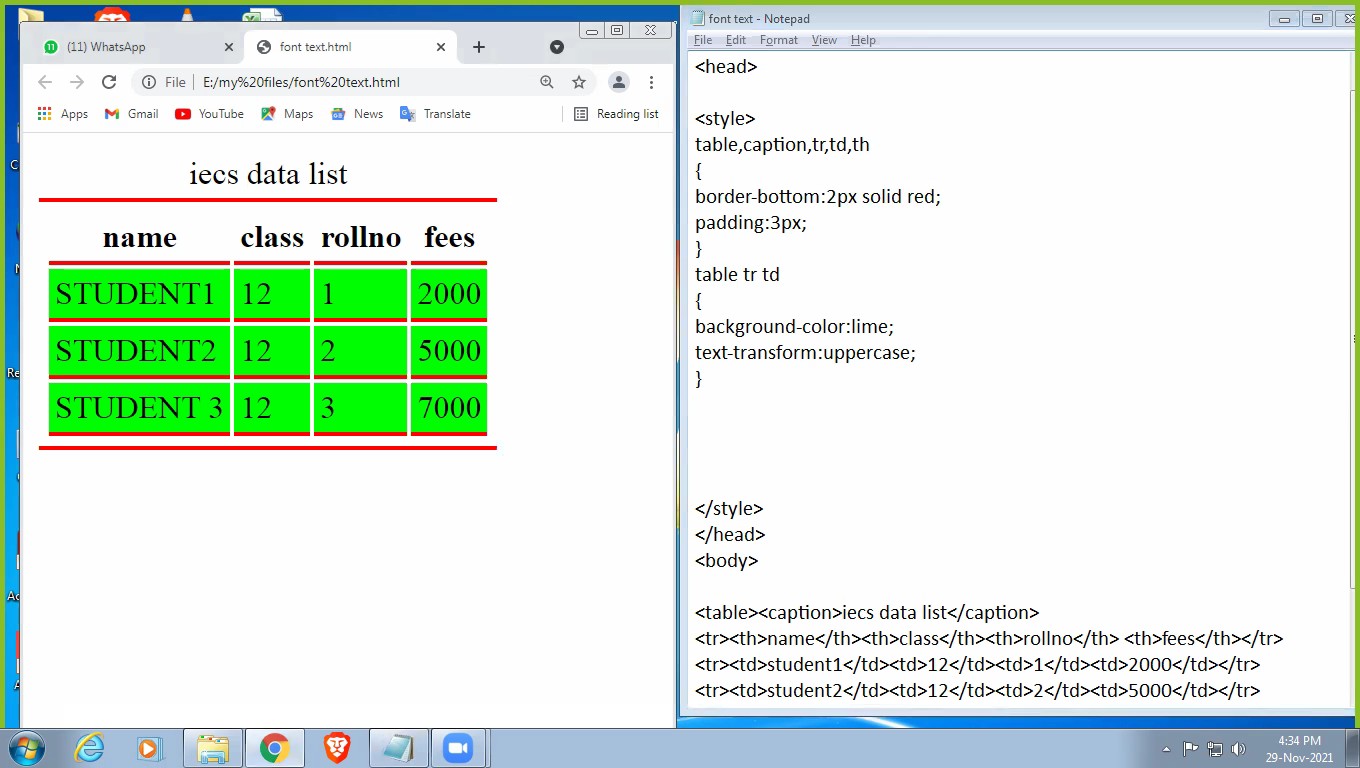 (11) WhatsApp
font text.html
File
E:/my%20files/font%20text.html
Apps
Gmail
YouTube
Maps
News
Translate
Reading list
iecs data list
name class rollno fees
STUDENT1 12 1 2000
STUDENT2 12 2 5000
STUDENT 3 12 3 7000
font text - Notepad
File Edit Format View Help
<head>
<style>
table,caption,tr,td,th
{
border-bottom:2px solid red;
padding:3px;
}
table tr td
{
background-color:lime;
text-transform:uppercase;
}
</style>
</head>
<body>
<table><caption>iecs data list</caption>
<tr><th>name</th><th>class</th><th>rollno</th> <th>fees</th></tr>
<tr><td>student1</td><td>12</td><td>1</td><td>2000</td></tr>
<tr><td>student2</td><td>12</td><td>2</td><td>5000</td></tr>
4:34 PM
29-Nov-2021